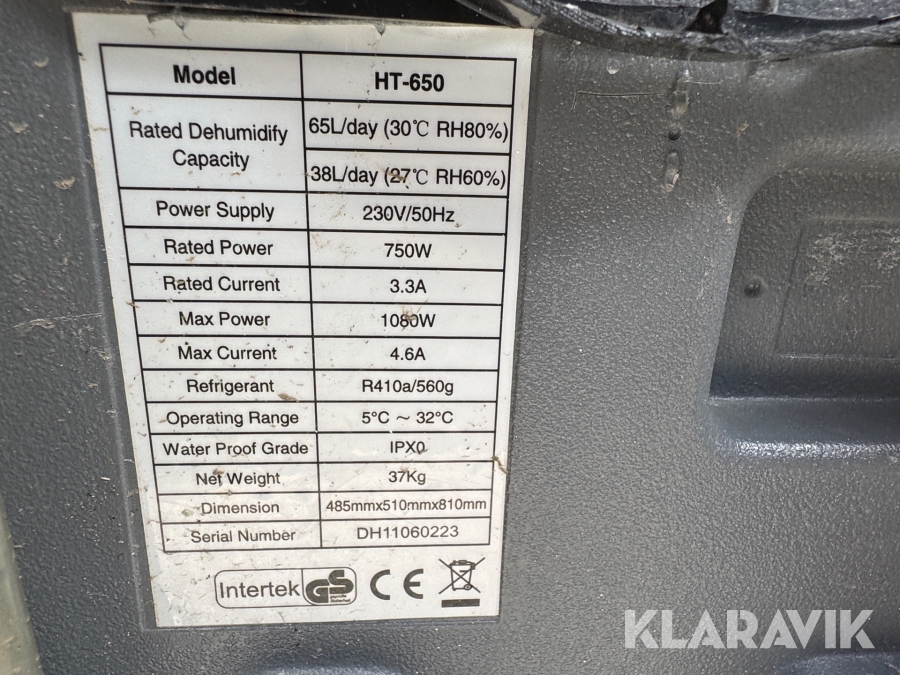 Model HT-650
Rated Dehumidify Capacity 65L/day (30℃ RH80%)
38L/day (27℃ RH60%)
Power Supply 230V/50Hz
Rated Power 750W
Rated Current 3.3A
Max Power 1080W
Max Current 4.6A
Refrigerant R410a/560g
Operating Range 5°C ~ 32°C
Water Proof Grade IPX0
Net Weight 37Kg
Dimension 485mmx510mmx810mm
Serial Number DH11060223
Intertek GS CE
KLARAVIK